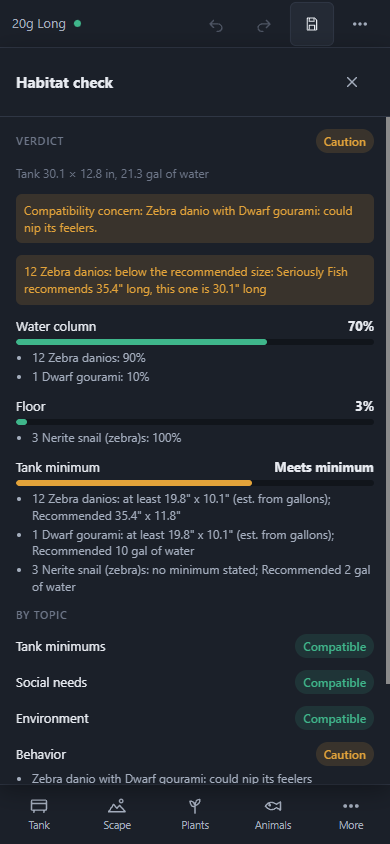 20g Long
Habitat check
VERDICT
Caution
Tank 30.1 × 12.8 in, 21.3 gal of water
Compatibility concern: Zebra danio with Dwarf gourami: could
nip its feelers.
12 Zebra danios: below the recommended size: Seriously Fish
recommends 35.4" long, this one is 30.1" long
Water column 70%
• 12 Zebra danios: 90%
• 1 Dwarf gourami: 10%
Floor 3%
• 3 Nerite snail (zebra)s: 100%
Tank minimum Meets minimum
• 12 Zebra danios: at least 19.8" x 10.1" (est. from gallons);
Recommended 35.4" x 11.8"
• 1 Dwarf gourami: at least 19.8" x 10.1" (est. from gallons);
Recommended 10 gal of water
• 3 Nerite snail (zebra)s: no minimum stated; Recommended 2 gal
of water
BY TOPIC
Tank minimums Compatible
Social needs Compatible
Environment Compatible
Behavior Caution
• Zebra danio with Dwarf gourami: could nip its feelers
Tank Scape Plants Animals More